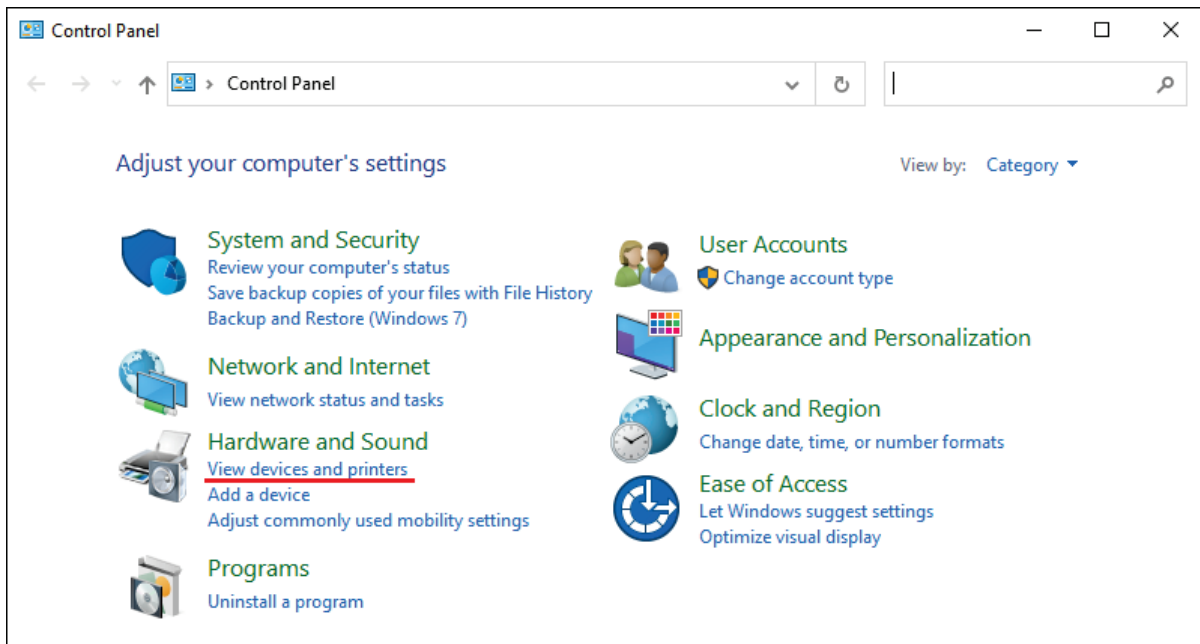 Control Panel
Control Panel
Adjust your computer's settings
View by: Category
System and Security
Review your computer's status
Save backup copies of your files with File History
Backup and Restore (Windows 7)
Network and Internet
View network status and tasks
Hardware and Sound
View devices and printers
Add a device
Adjust commonly used mobility settings
Programs
Uninstall a program
User Accounts
Change account type
Appearance and Personalization
Clock and Region
Change date, time, or number formats
Ease of Access
Let Windows suggest settings
Optimize visual display